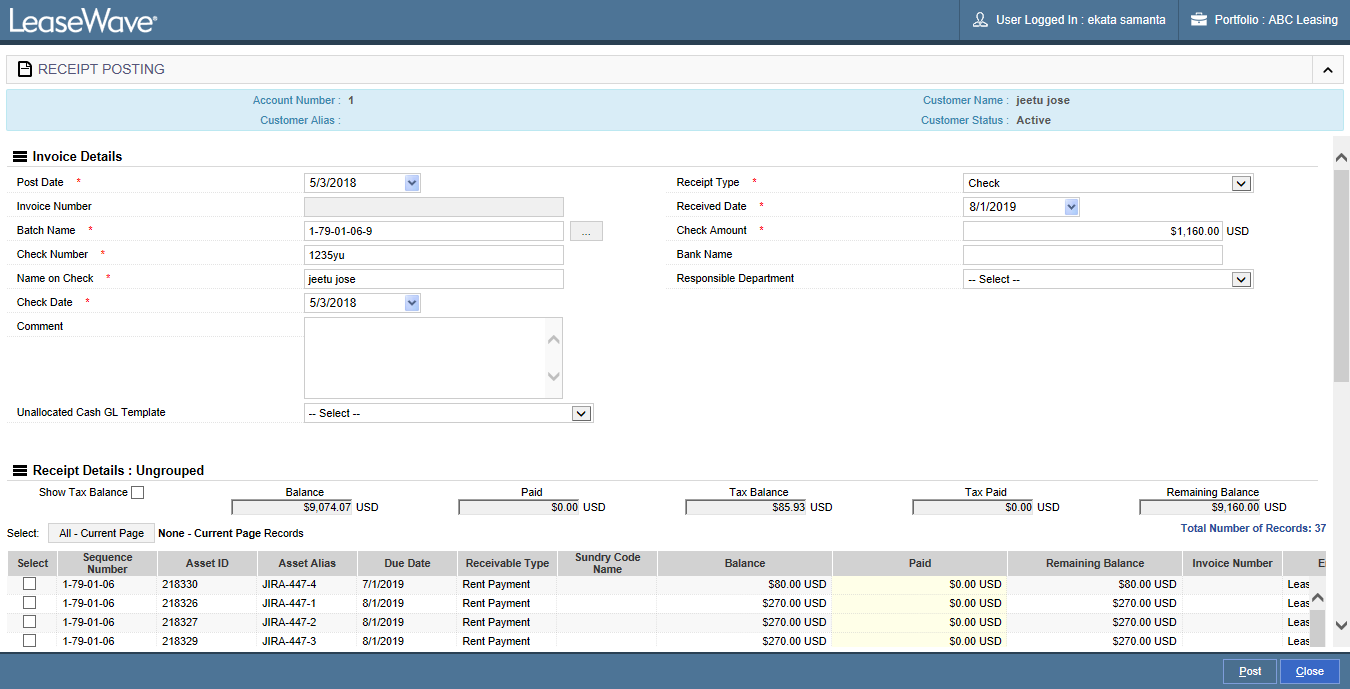 LeaseWave®
User Logged In : ekata samanta
Portfolio : ABC Leasing
RECEIPT POSTING
Account Number : 1
Customer Name : jeetu jose
Customer Alias :
Customer Status : Active
Invoice Details
Post Date * 5/3/2018
Receipt Type * Check
Invoice Number
Received Date * 8/1/2019
Batch Name * 1-79-01-06-9 ...
Check Amount * $1,160.00 USD
Check Number * 1235yu
Bank Name
Name on Check * jeetu jose
Responsible Department -- Select --
Check Date * 5/3/2018
Comment
Unallocated Cash GL Template -- Select --
Receipt Details : Ungrouped
Show Tax Balance Balance Paid Tax Balance Tax Paid Remaining Balance
$9,074.07 USD $0.00 USD $85.93 USD $0.00 USD $9,160.00 USD
Select: All - Current Page None - Current Page Records
Total Number of Records: 37
Select Sequence Number Asset ID Asset Alias Due Date Receivable Type Sundry Code Name Balance Paid Remaining Balance Invoice Number E
1-79-01-06 218330 JIRA-447-4 7/1/2019 Rent Payment $80.00 USD $0.00 USD $80.00 USD Leas
1-79-01-06 218326 JIRA-447-1 8/1/2019 Rent Payment $270.00 USD $0.00 USD $270.00 USD Leas
1-79-01-06 218327 JIRA-447-2 8/1/2019 Rent Payment $270.00 USD $0.00 USD $270.00 USD Leas
1-79-01-06 218329 JIRA-447-3 8/1/2019 Rent Payment $270.00 USD $0.00 USD $270.00 USD Leas
Post
Close